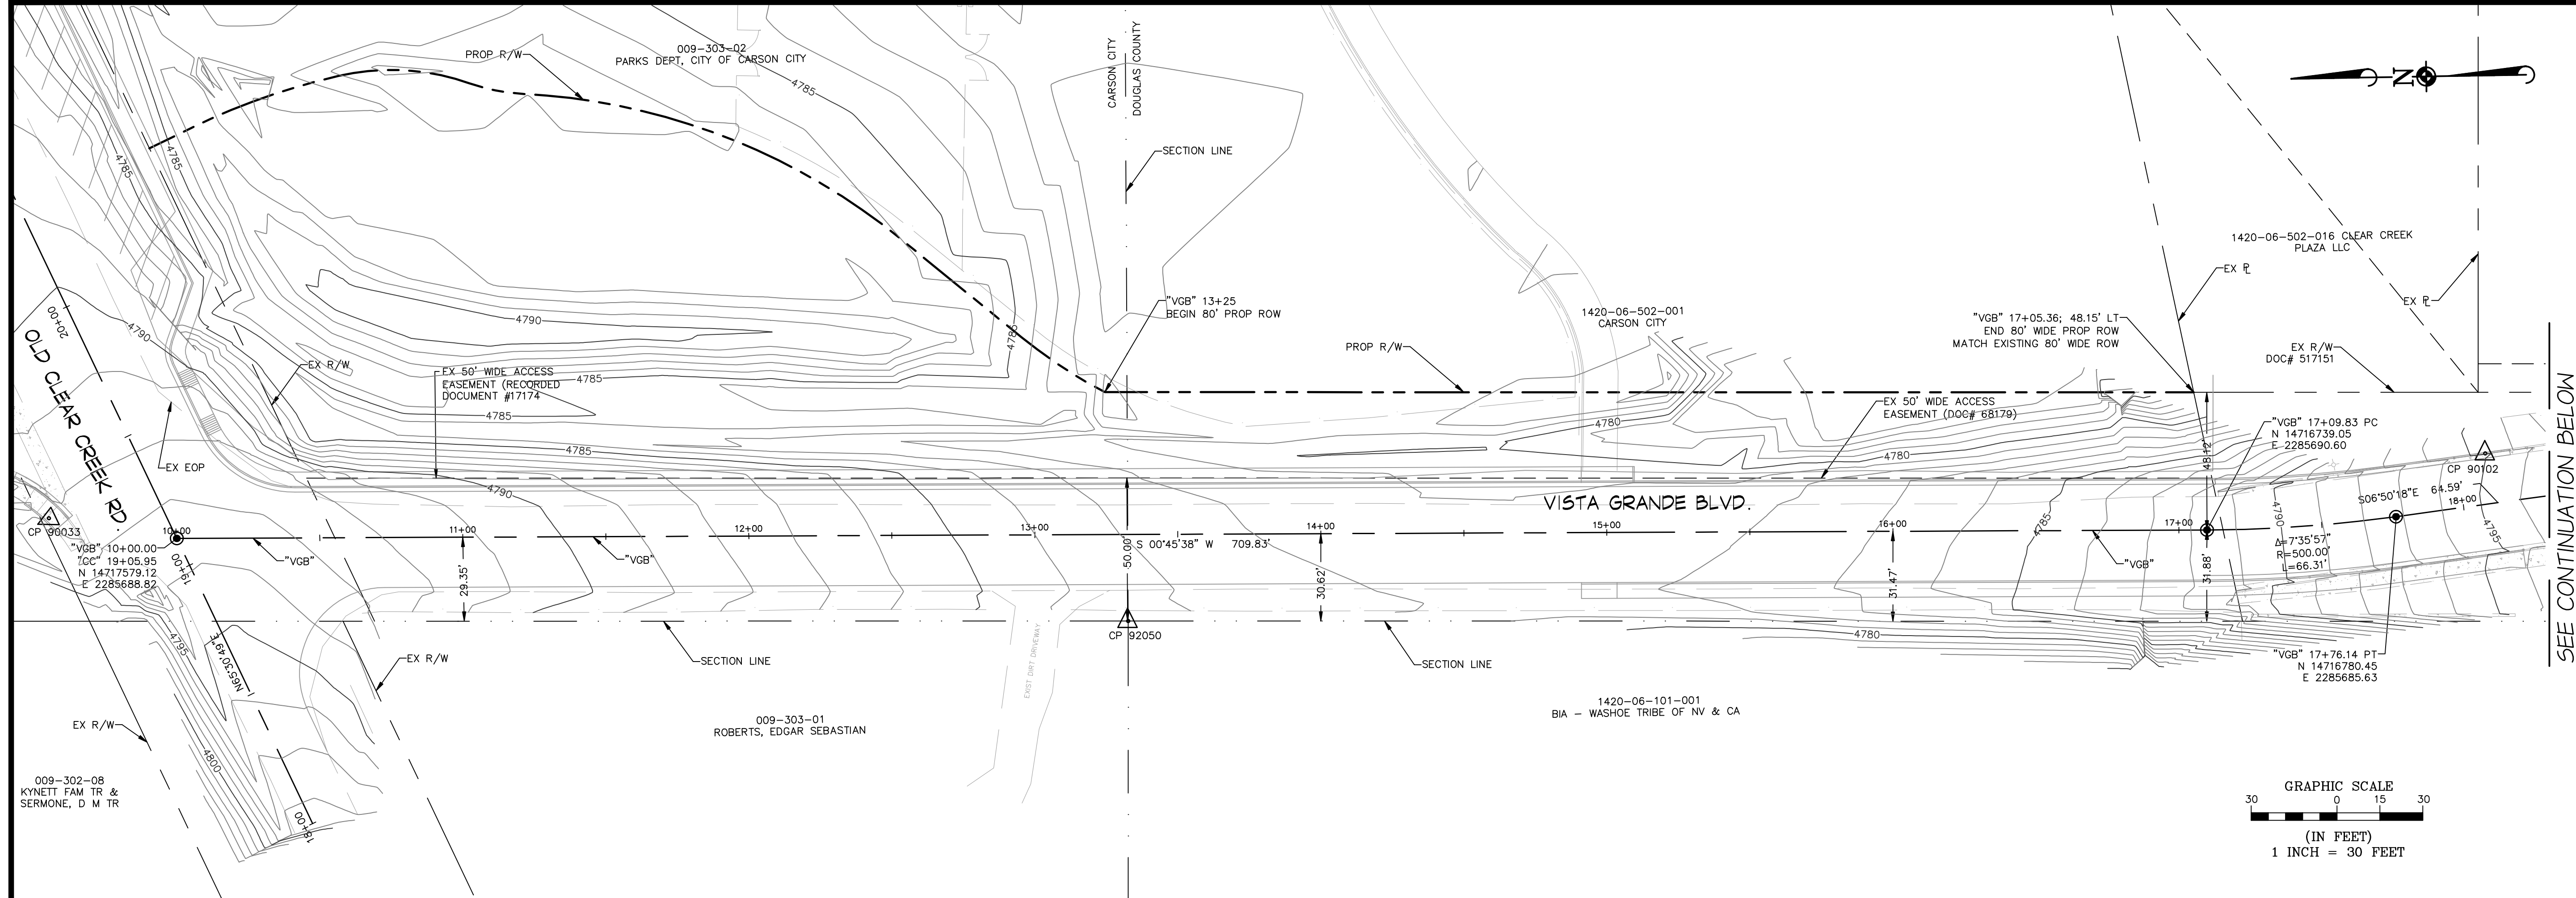 PROP R/W
009-303-02
PARKS DEPT, CITY OF CARSON CITY
CARSON CITY
DOUGLAS COUNTY
N
4785
4785
4785
SECTION LINE
1420-06-502-016 CLEAR CREEK
PLAZA LLC
EX PL
EX PL
"VGB" 13+25
BEGIN 80' PROP ROW
1420-06-502-001
CARSON CITY
"VGB" 17+05.36; 48.15' LT
END 80' WIDE PROP ROW
MATCH EXISTING 80' WIDE ROW
EX R/W
DOC# 517151
PROP R/W
20+00
OLD CLEAR CREEK RD.
4790
4790
4785
EX R/W
EX 50' WIDE ACCESS
EASEMENT (RECORDED
DOCUMENT #17174
4785
4785
4785
EX 50' WIDE ACCESS
EASEMENT (DOC# 68179)
4780
4780
"VGB" 17+09.83 PC
N 14716739.05
E 2285690.60
48.12'
EX EOP
CP 90102
4790
VISTA GRANDE BLVD.
S06°50'18"E 64.59'
18+00
4785
4790
4795
CP 90033
10+00
11+00
12+00
13+00
14+00
15+00
16+00
17+00
"VGB" 10+00.00
"CC" 19+05.95
N 14717579.12
E 2285688.82
19+00
"VGB"
"VGB"
S 00°45'38" W 709.83'
50.00'
"VGB"
Δ=7°35'57"
R=500.00'
L=66.31'
29.35'
30.62'
31.47'
31.88'
CP 92050
4780
4795
N65°30'49"E
EX R/W
SECTION LINE
EXIST DIRT DRIVEWAY
SECTION LINE
"VGB" 17+76.14 PT
N 14716780.45
E 2285685.63
SEE CONTINUATION BELOW
EX R/W
009-303-01
ROBERTS, EDGAR SEBASTIAN
1420-06-101-001
BIA - WASHOE TRIBE OF NV & CA
4800
009-302-08
KYNETT FAM TR &
SERMONE, D M TR
18+00
GRAPHIC SCALE
30 0 15 30
(IN FEET)
1 INCH = 30 FEET